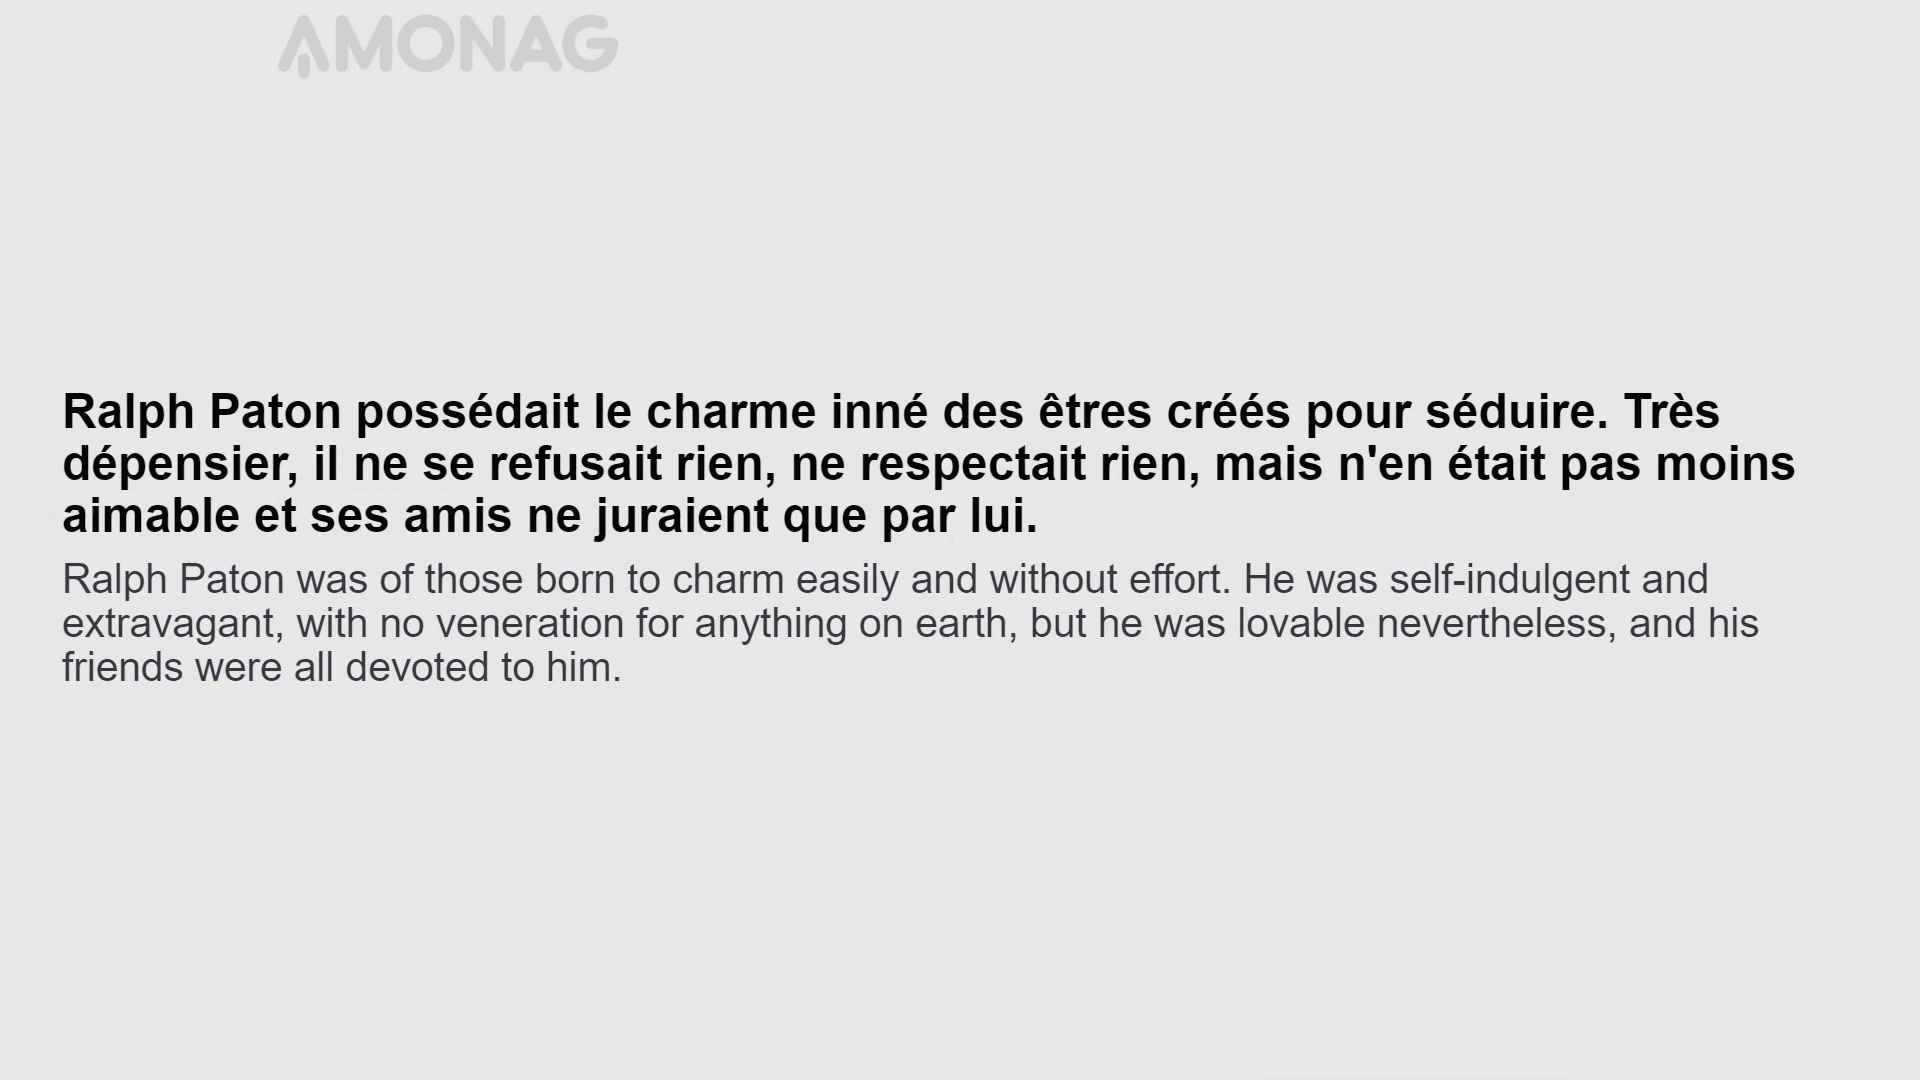 AMONAG
Ralph Paton possédait le charme inné des êtres créés pour séduire. Très
dépensier, il ne se refusait rien, ne respectait rien, mais n'en était pas moins
aimable et ses amis ne juraient que par lui.
Ralph Paton was of those born to charm easily and without effort. He was self-indulgent and
extravagant, with no veneration for anything on earth, but he was lovable nevertheless, and his
friends were all devoted to him.